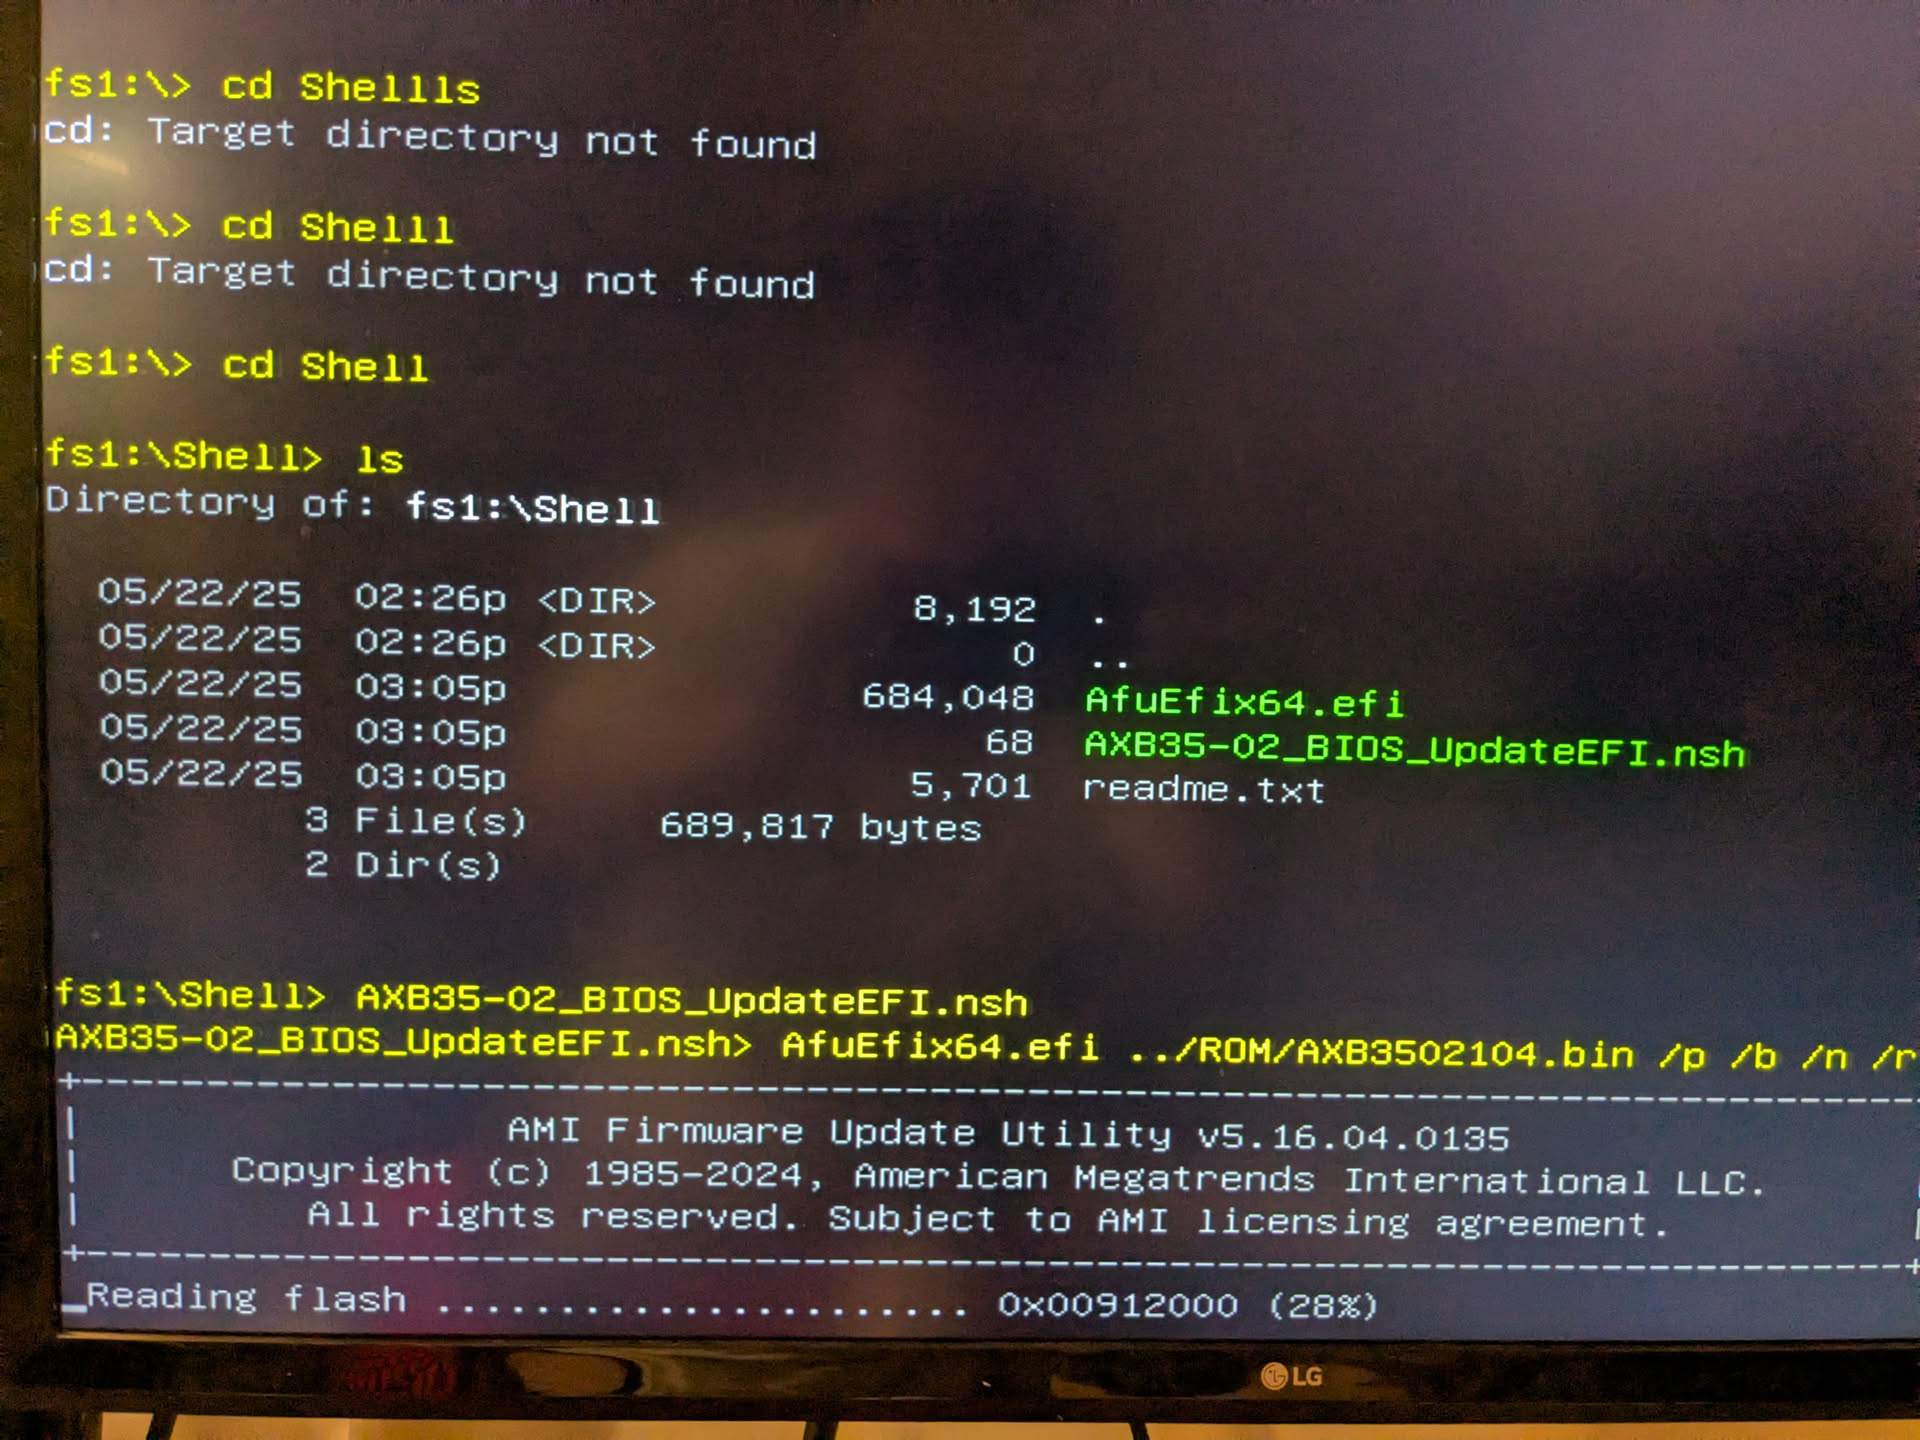 fs1:\> cd Shellls
cd: Target directory not found
fs1:\> cd Shelll
cd: Target directory not found
fs1:\> cd Shell
fs1:\Shell> ls
Directory of: fs1:\Shell
05/22/25 02:26p <DIR> 8,192 .
05/22/25 02:26p <DIR> 0 ..
05/22/25 03:05p 684,048 AfuEfix64.efi
05/22/25 03:05p 68 AXB35-02_BIOS_UpdateEFI.nsh
05/22/25 03:05p 5,701 readme.txt
3 File(s) 689,817 bytes
2 Dir(s)
fs1:\Shell> AXB35-02_BIOS_UpdateEFI.nsh
AXB35-02_BIOS_UpdateEFI.nsh> AfuEfix64.efi ../ROM/AXB3502104.bin /p /b /n /r
+------------------------------------------------------------------------+
| AMI Firmware Update Utility v5.16.04.0135 |
| Copyright (c) 1985-2024, American Megatrends International LLC. |
| All rights reserved. Subject to AMI licensing agreement. |
+------------------------------------------------------------------------+
_Reading flash ...................... 0x00912000 (28%)
LG